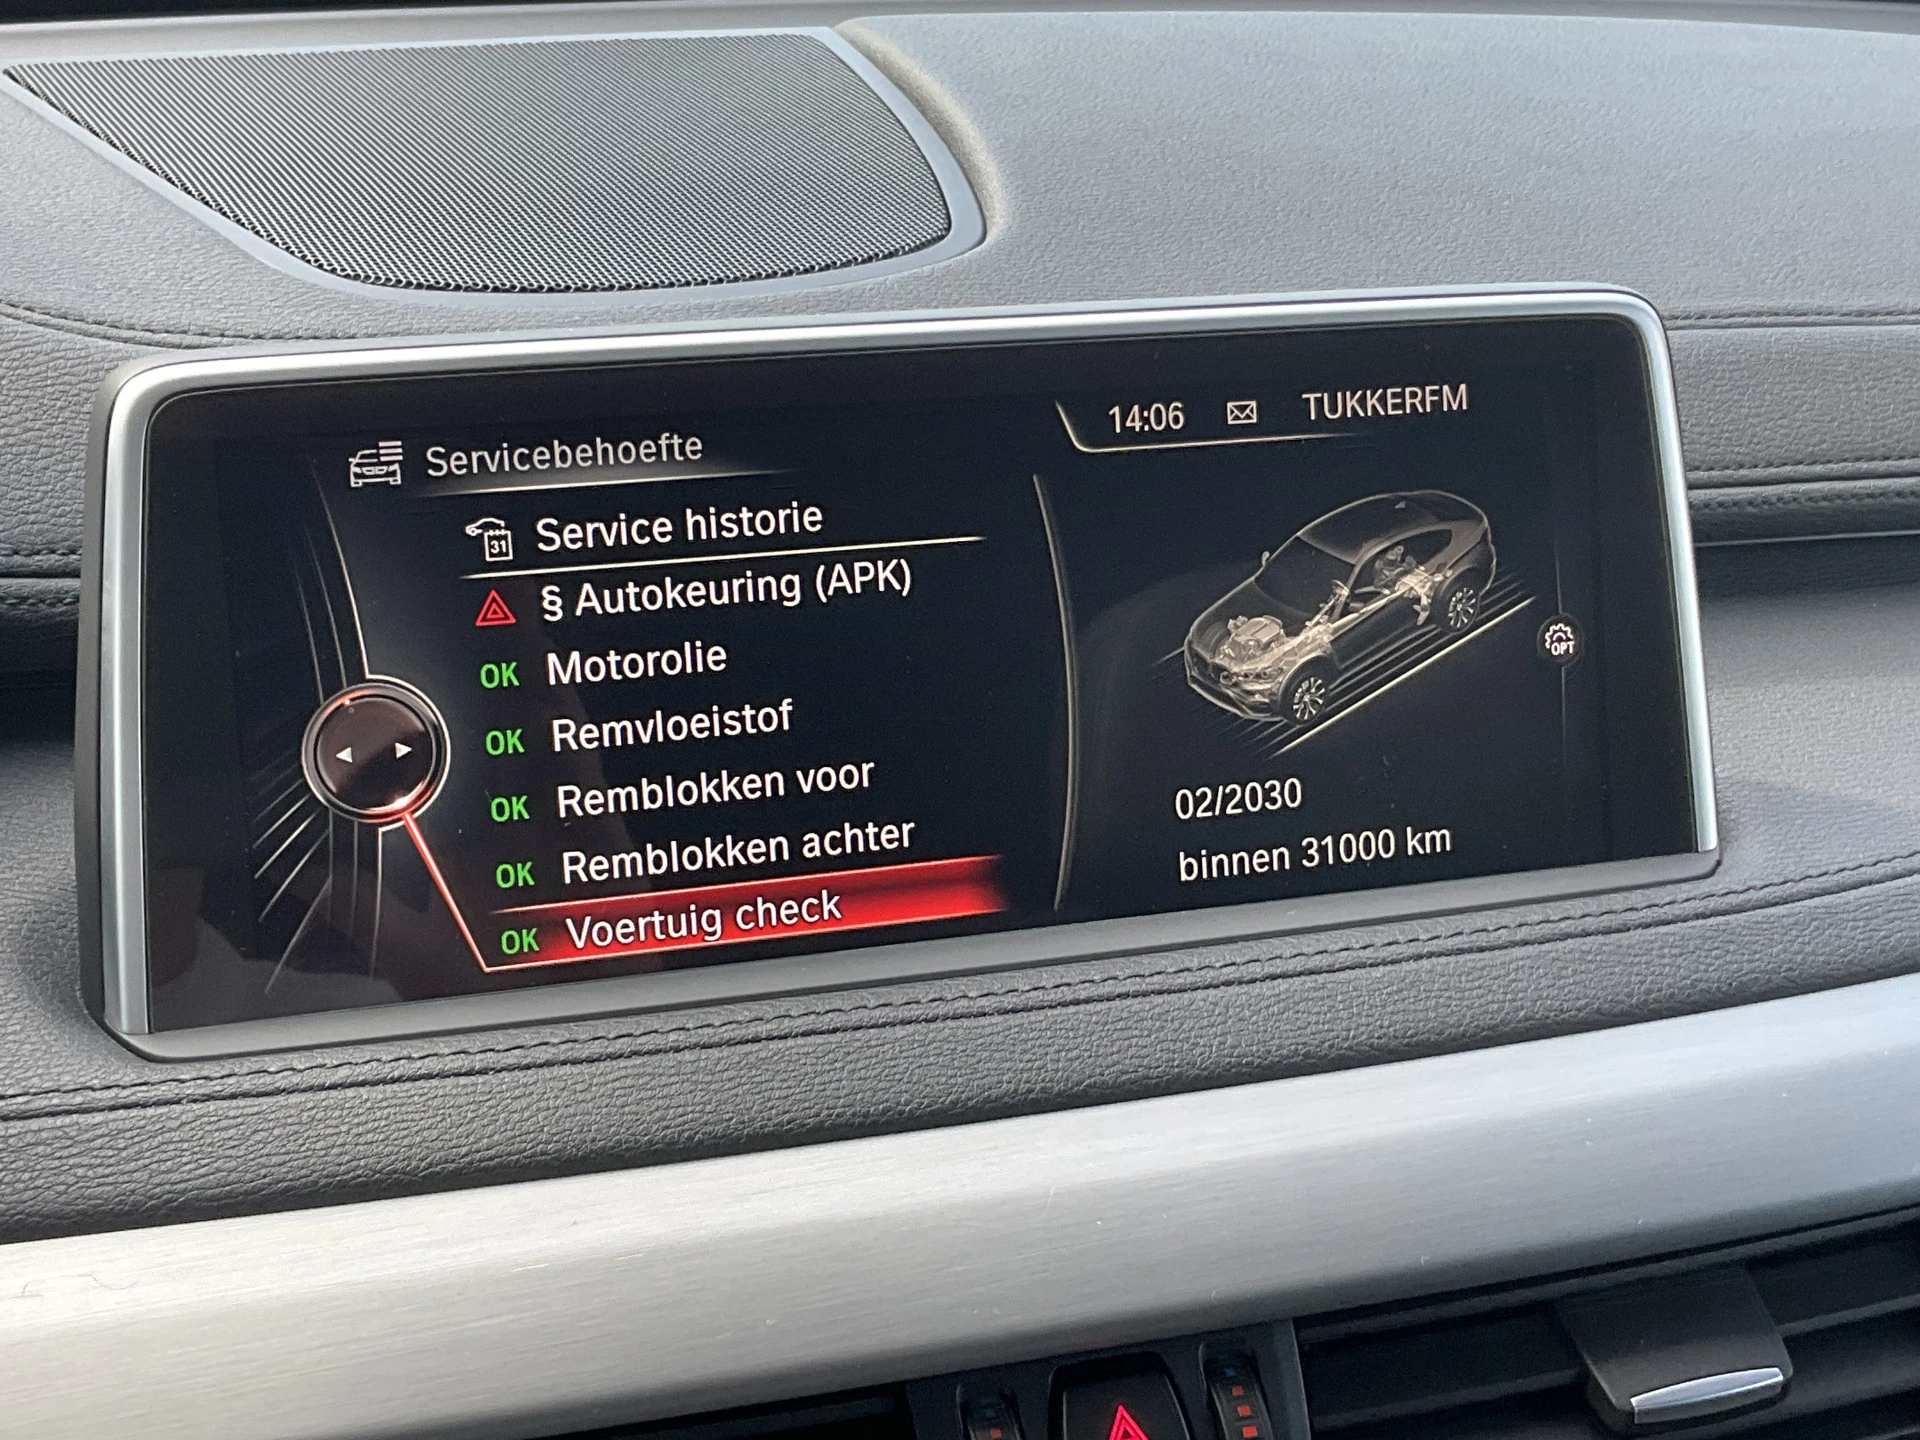 14:06 TUKKERFM
Servicebehoefte
31 Service historie
§ Autokeuring (APK)
OK Motorolie
OK Remvloeistof
OK Remblokken voor
OK Remblokken achter
OK Voertuig check
OPT
02/2030
binnen 31000 km